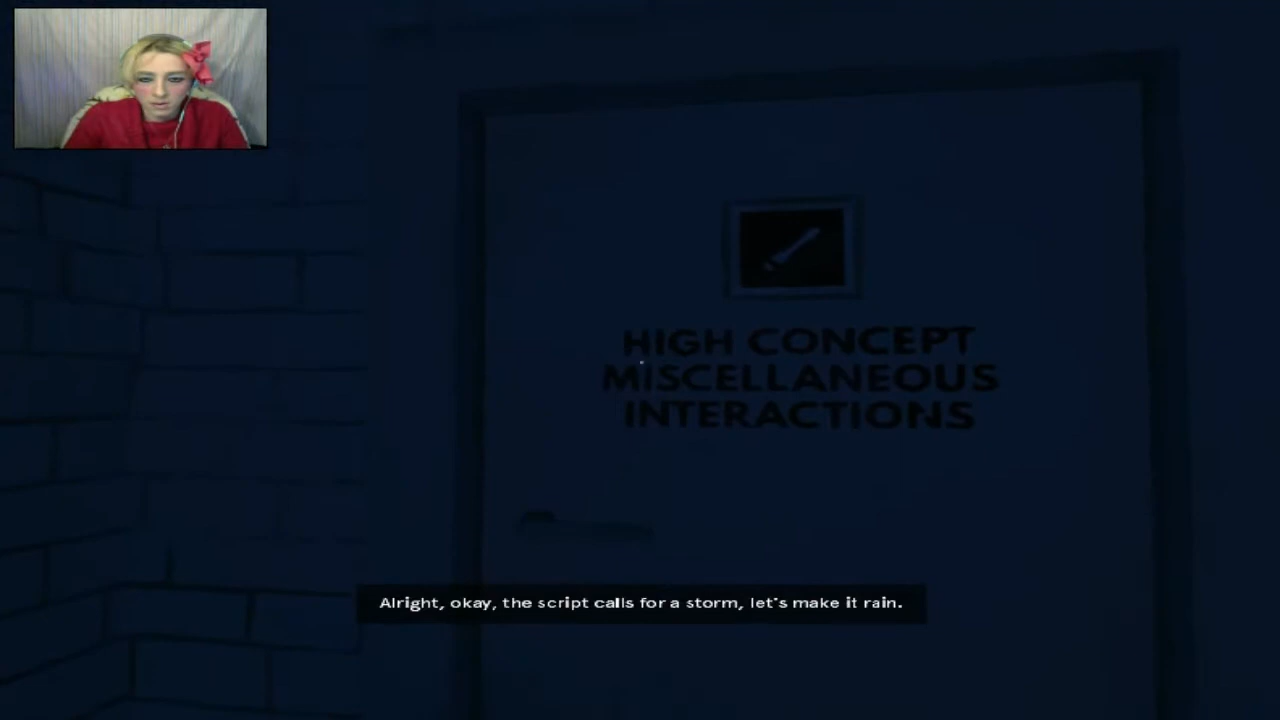 HIGH CONCEPT
MISCELLANEOUS
INTERACTIONS
Alright, okay, the script calls for a storm, let's make it rain.